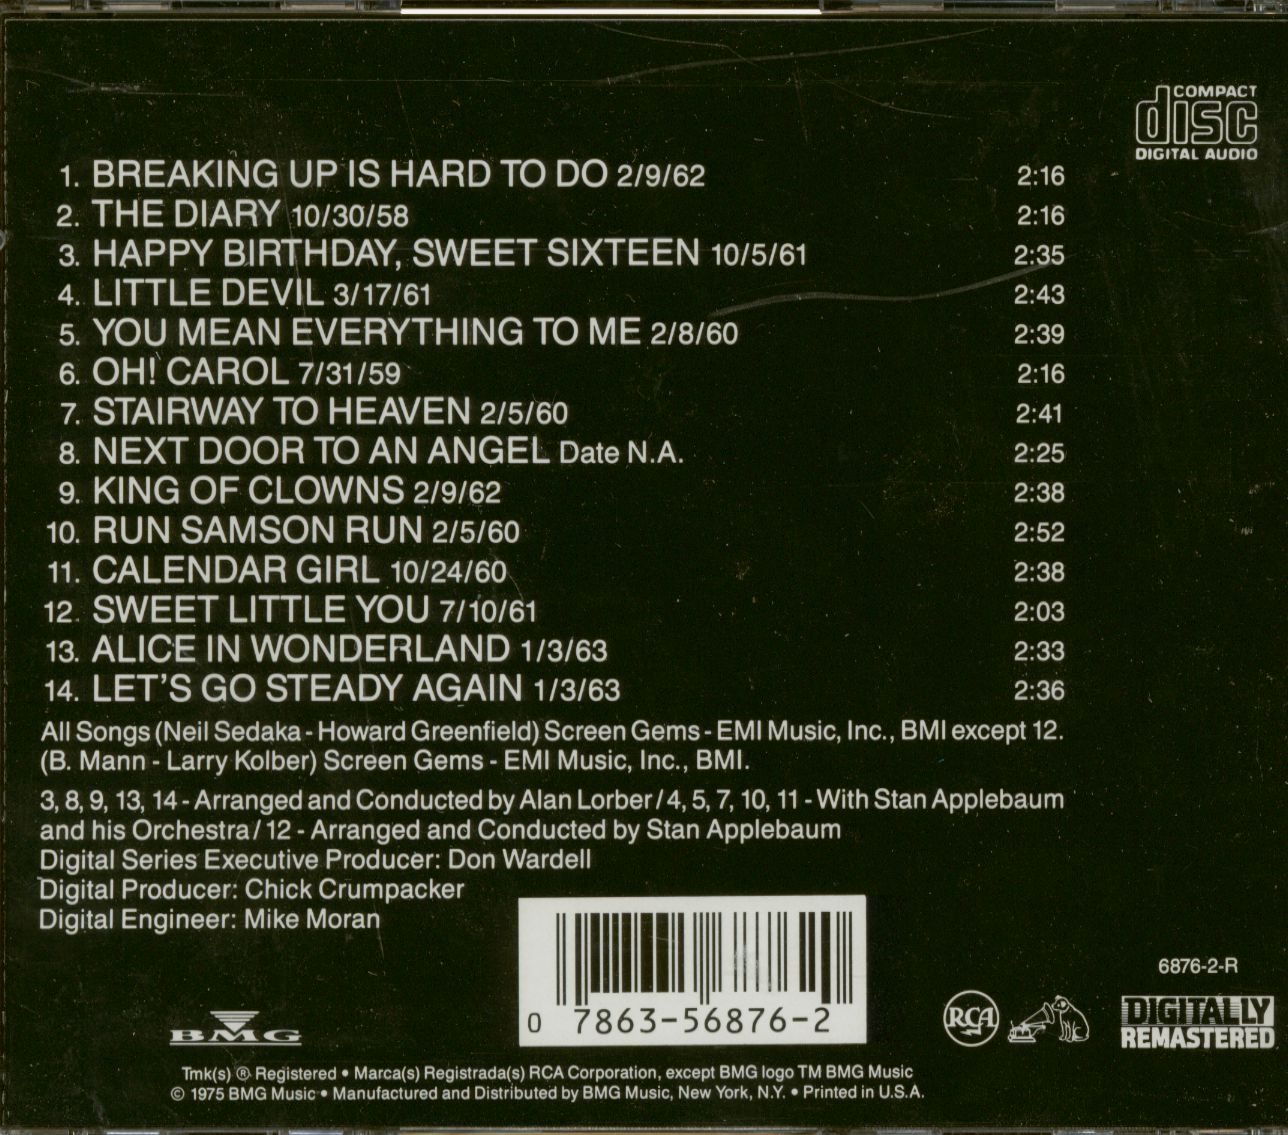 COMPACT
disc
DIGITAL AUDIO
1. BREAKING UP IS HARD TO DO 2/9/62 2:16
2. THE DIARY 10/30/58 2:16
3. HAPPY BIRTHDAY, SWEET SIXTEEN 10/5/61 2:35
4. LITTLE DEVIL 3/17/61 2:43
5. YOU MEAN EVERYTHING TO ME 2/8/60 2:39
6. OH! CAROL 7/31/59 2:16
7. STAIRWAY TO HEAVEN 2/5/60 2:41
8. NEXT DOOR TO AN ANGEL Date N.A. 2:25
9. KING OF CLOWNS 2/9/62 2:38
10. RUN SAMSON RUN 2/5/60 2:52
11. CALENDAR GIRL 10/24/60 2:38
12. SWEET LITTLE YOU 7/10/61 2:03
13. ALICE IN WONDERLAND 1/3/63 2:33
14. LET'S GO STEADY AGAIN 1/3/63 2:36
All Songs (Neil Sedaka - Howard Greenfield) Screen Gems - EMI Music, Inc., BMI except 12.
(B. Mann - Larry Kolber) Screen Gems - EMI Music, Inc., BMI.
3, 8, 9, 13, 14 - Arranged and Conducted by Alan Lorber / 4, 5, 7, 10, 11 - With Stan Applebaum
and his Orchestra / 12 - Arranged and Conducted by Stan Applebaum
Digital Series Executive Producer: Don Wardell
Digital Producer: Chick Crumpacker
Digital Engineer: Mike Moran
0 7863-56876-2
6876-2-R
BMG
RCA
DIGITALLY
REMASTERED
Tmk(s) ® Registered • Marca(s) Registrada(s) RCA Corporation, except BMG logo TM BMG Music
© 1975 BMG Music • Manufactured and Distributed by BMG Music, New York, N.Y. • Printed in U.S.A.